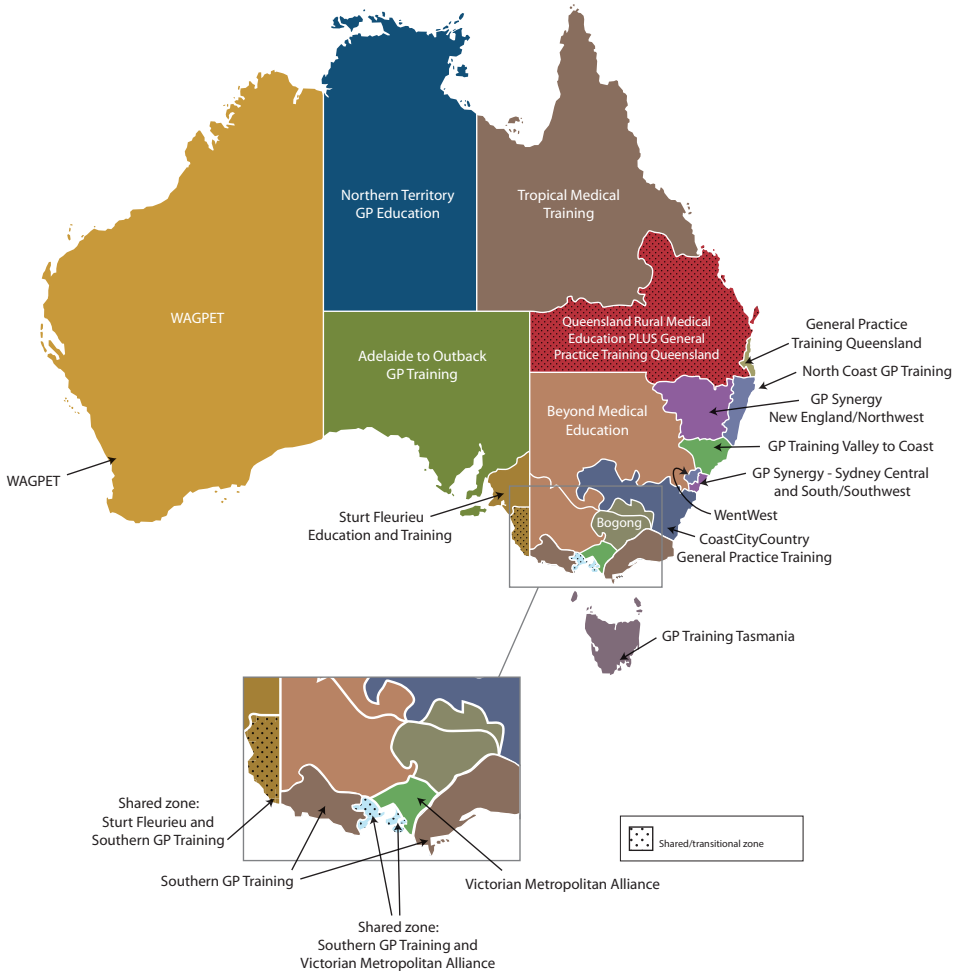 Northern Territory
GP Education
Tropical Medical
Training
WAGPET
Queensland Rural Medical
Education PLUS General
Practice Training Queensland
General Practice
Training Queensland
Adelaide to Outback
GP Training
North Coast GP Training
GP Synergy
New England/Northwest
Beyond Medical
Education
GP Training Valley to Coast
WAGPET
GP Synergy - Sydney Central
and South/Southwest
Sturt Fleurieu
Education and Training
WentWest
Bogong
CoastCityCountry
General Practice Training
GP Training Tasmania
Shared zone:
Sturt Fleurieu and
Southern GP Training
Shared/transitional zone
Southern GP Training
Victorian Metropolitan Alliance
Shared zone:
Southern GP Training and
Victorian Metropolitan Alliance